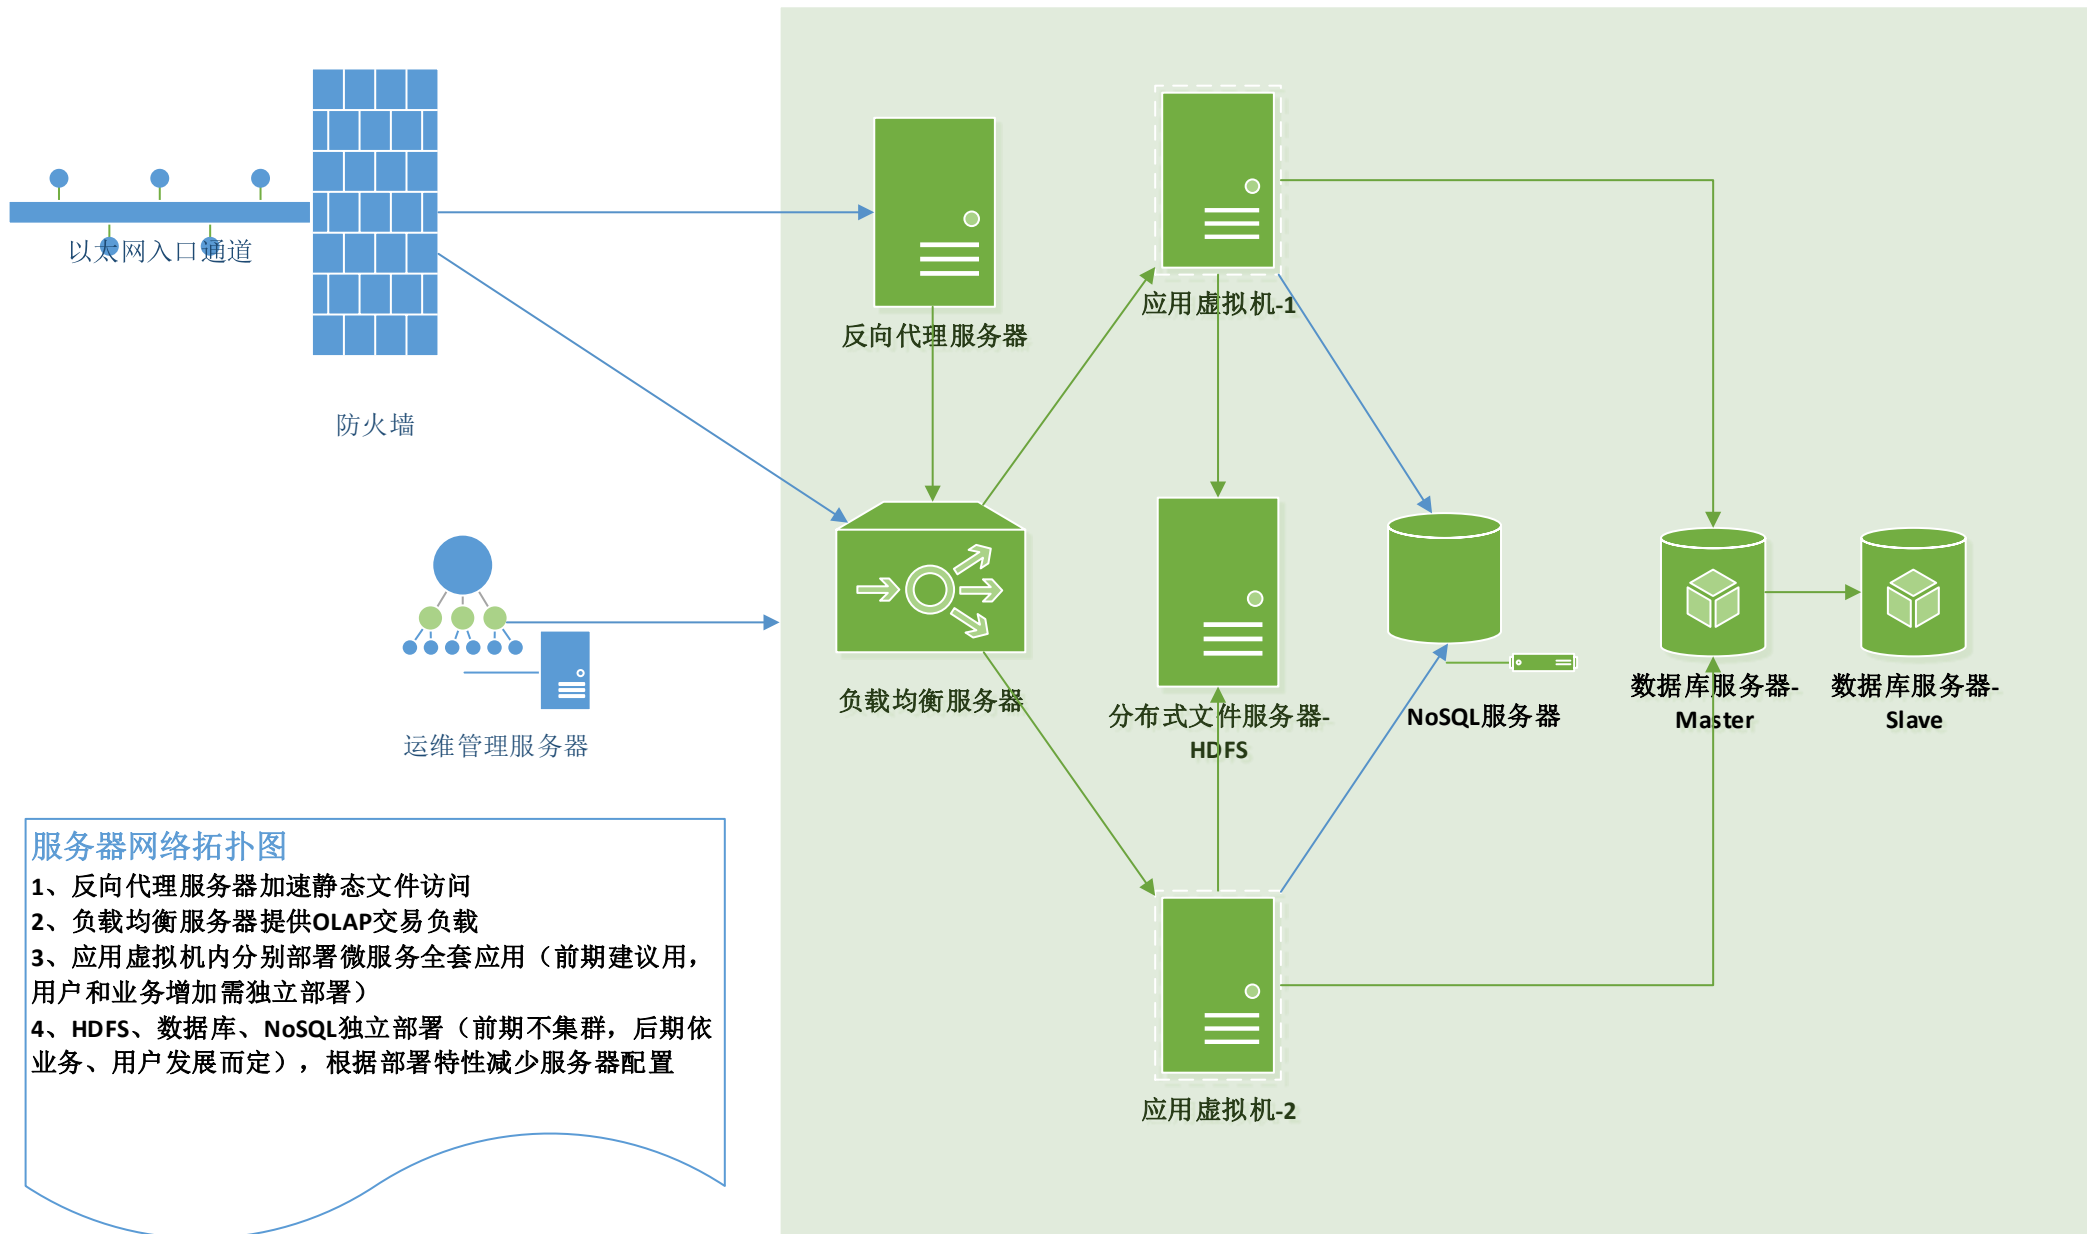 以太网入口通道
防火墙
反向代理服务器
应用虚拟机-1
负载均衡服务器
分布式文件服务器-
HDFS
NoSQL服务器
数据库服务器-
Master
数据库服务器-
Slave
运维管理服务器
应用虚拟机-2
服务器网络拓扑图
1、反向代理服务器加速静态文件访问
2、负载均衡服务器提供OLAP交易负载
3、应用虚拟机内分别部署微服务全套应用（前期建议用，
用户和业务增加需独立部署）
4、HDFS、数据库、NoSQL独立部署（前期不集群，后期依
业务、用户发展而定），根据部署特性减少服务器配置